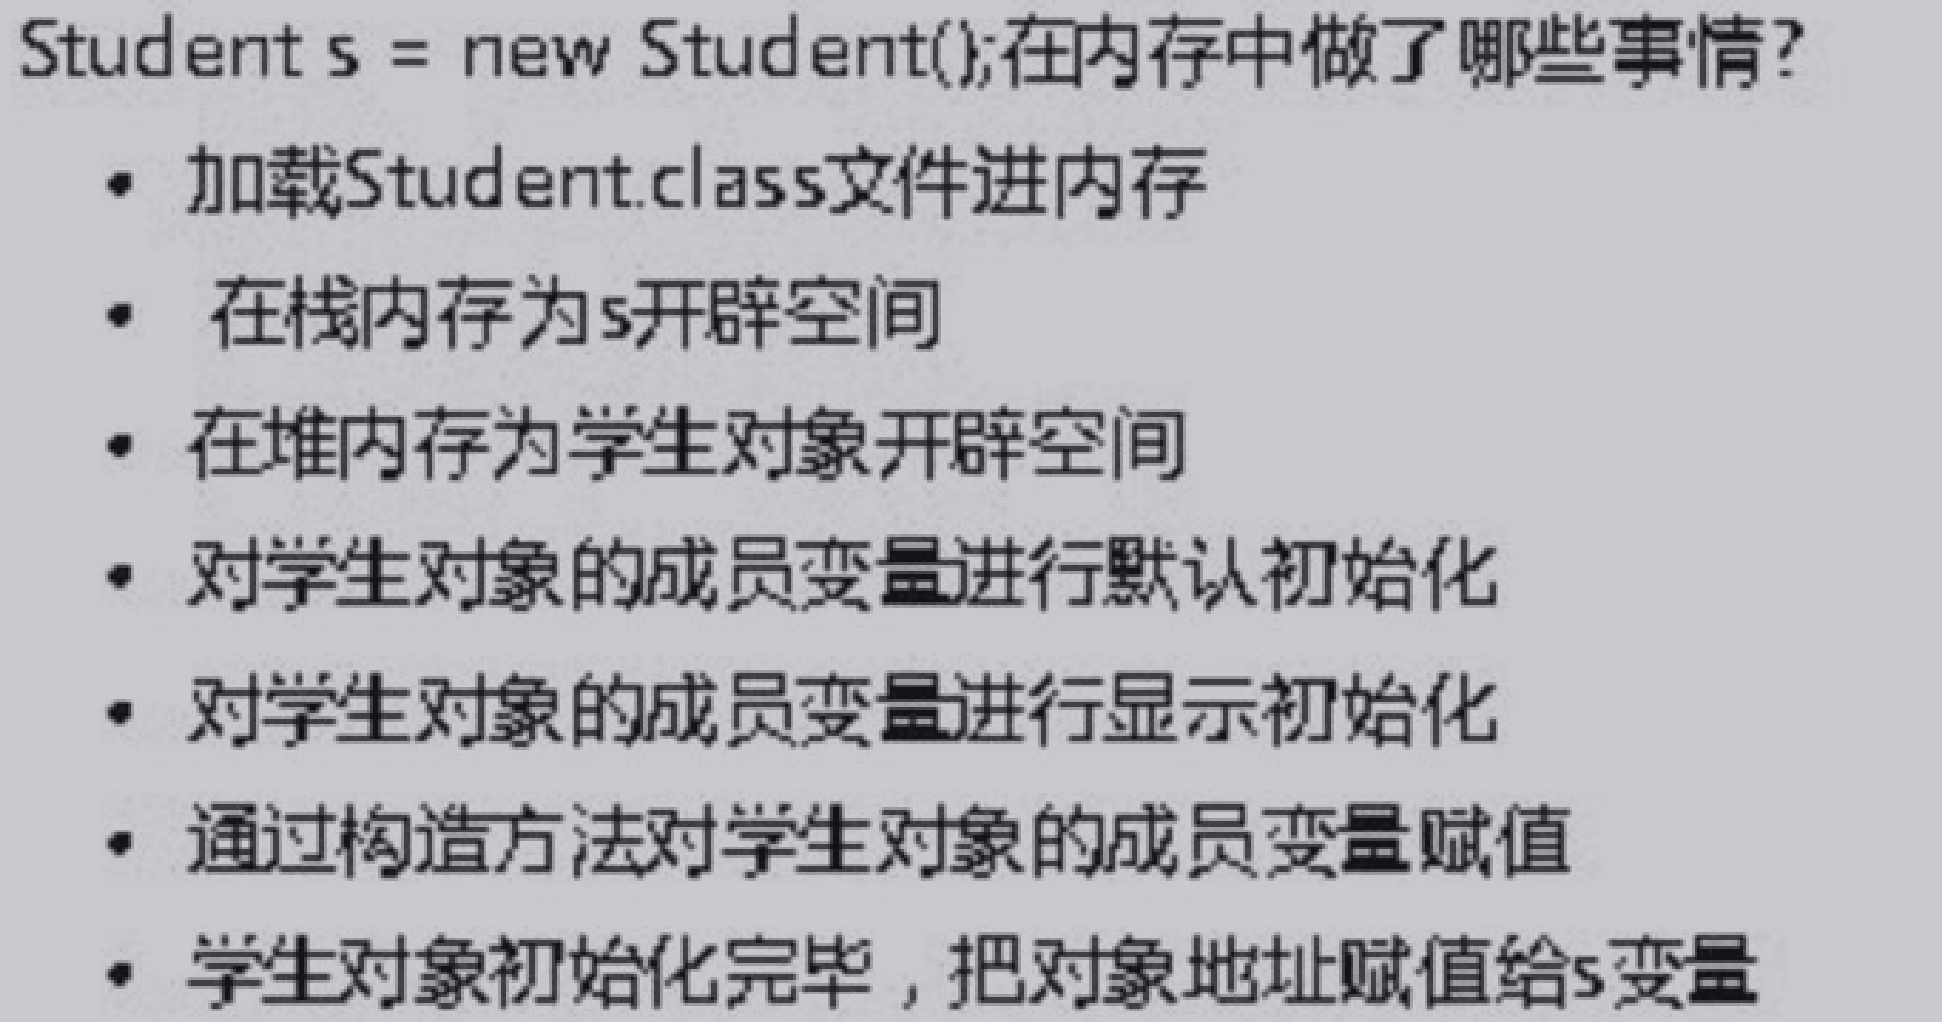 Student s = new Student();在内存中做了哪些事情?
• 加载Student.class文件进内存
• 在栈内存为s开辟空间
• 在堆内存为学生对象开辟空间
• 对学生对象的成员变量进行默认初始化
• 对学生对象的成员变量进行显示初始化
• 通过构造方法对学生对象的成员变量赋值
• 学生对象初始化完毕，把对象地址赋值给s变量